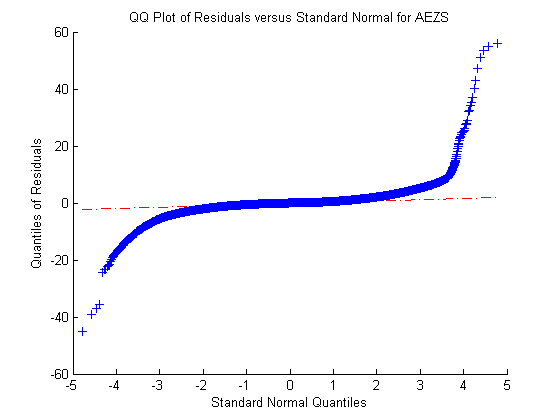 QQ Plot of Residuals versus Standard Normal for AEZS
60
40
20
0
-20
-40
-60
Quantiles of Residuals
-5 -4 -3 -2 -1 0 1 2 3 4 5
Standard Normal Quantiles